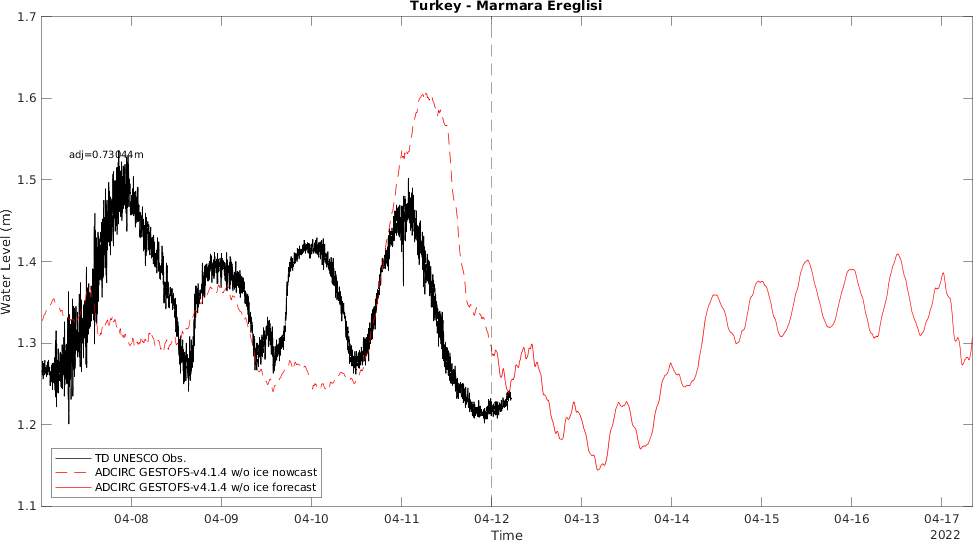 Turkey - Marmara Ereglisi
1.7
1.6
1.5
1.4
1.3
1.2
1.1
Water Level (m)
adj=0.73044m
TD UNESCO Obs.
ADCIRC GESTOFS-v4.1.4 w/o ice nowcast
ADCIRC GESTOFS-v4.1.4 w/o ice forecast
04-08 04-09 04-10 04-11 04-12 04-13 04-14 04-15 04-16 04-17
Time 2022